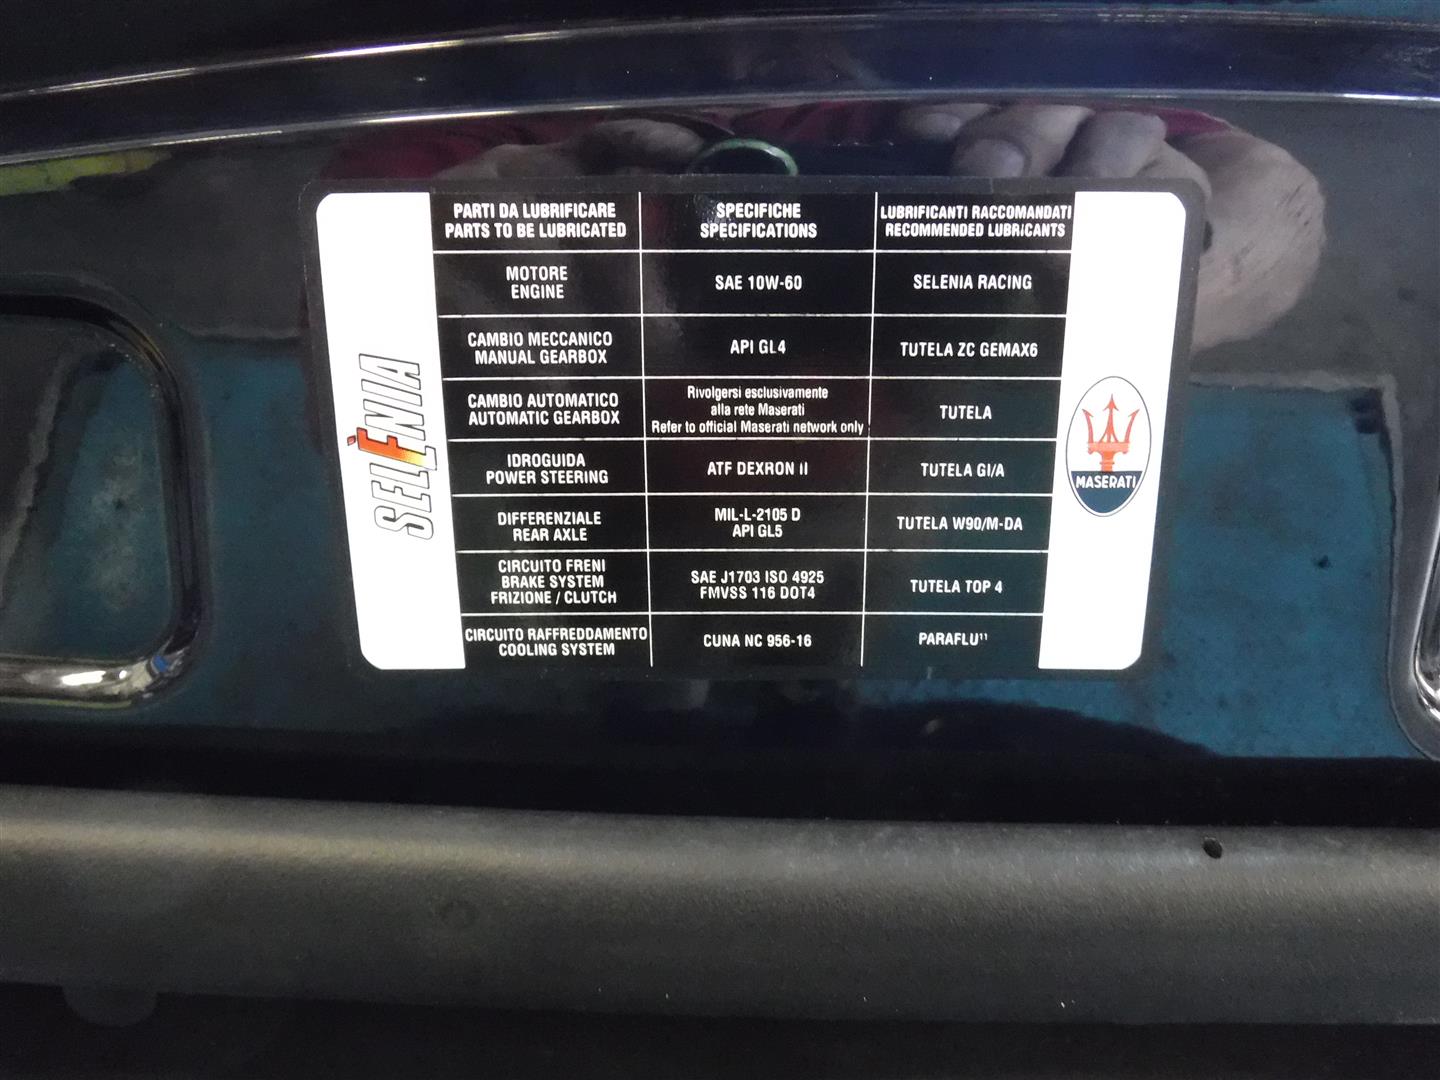 SELÈNIA
PARTI DA LUBRIFICARE
PARTS TO BE LUBRICATED
SPECIFICHE
SPECIFICATIONS
LUBRIFICANTI RACCOMANDATI
RECOMMENDED LUBRICANTS
MOTORE
ENGINE
SAE 10W-60
SELENIA RACING
CAMBIO MECCANICO
MANUAL GEARBOX
API GL4
TUTELA ZC GEMAX6
CAMBIO AUTOMATICO
AUTOMATIC GEARBOX
Rivolgersi esclusivamente
alla rete Maserati
Refer to official Maserati network only
TUTELA
IDROGUIDA
POWER STEERING
ATF DEXRON II
TUTELA GI/A
DIFFERENZIALE
REAR AXLE
MIL-L-2105 D
API GL5
TUTELA W90/M-DA
CIRCUITO FRENI
BRAKE SYSTEM
FRIZIONE / CLUTCH
SAE J1703 ISO 4925
FMVSS 116 DOT4
TUTELA TOP 4
CIRCUITO RAFFREDDAMENTO
COOLING SYSTEM
CUNA NC 956-16
PARAFLU¹¹
MASERATI